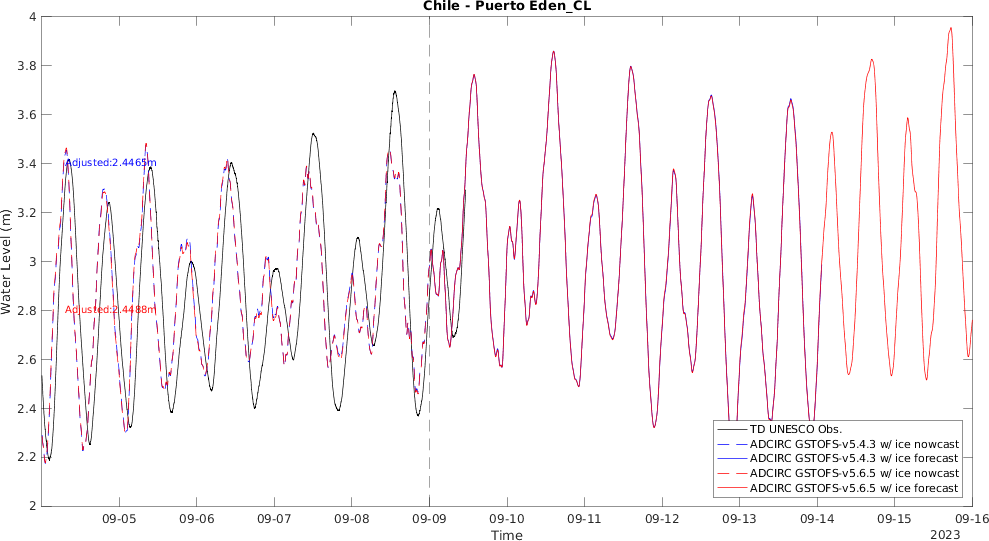 Chile - Puerto Eden_CL
4
3.8
3.6
3.4
3.2
3
2.8
2.6
2.4
2.2
2
Water Level (m)
Adjusted:2.4465m
Adjusted:2.4488m
TD UNESCO Obs.
ADCIRC GSTOFS-v5.4.3 w/ ice nowcast
ADCIRC GSTOFS-v5.4.3 w/ ice forecast
ADCIRC GSTOFS-v5.6.5 w/ ice nowcast
ADCIRC GSTOFS-v5.6.5 w/ ice forecast
09-05 09-06 09-07 09-08 09-09 09-10 09-11 09-12 09-13 09-14 09-15 09-16
Time
2023